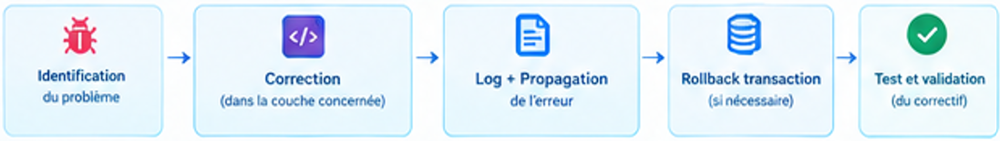 Identification
du problème
</>
Correction
(dans la couche concernée)
Log + Propagation
de l'erreur
Rollback transaction
(si nécessaire)
Test et validation
(du correctif)